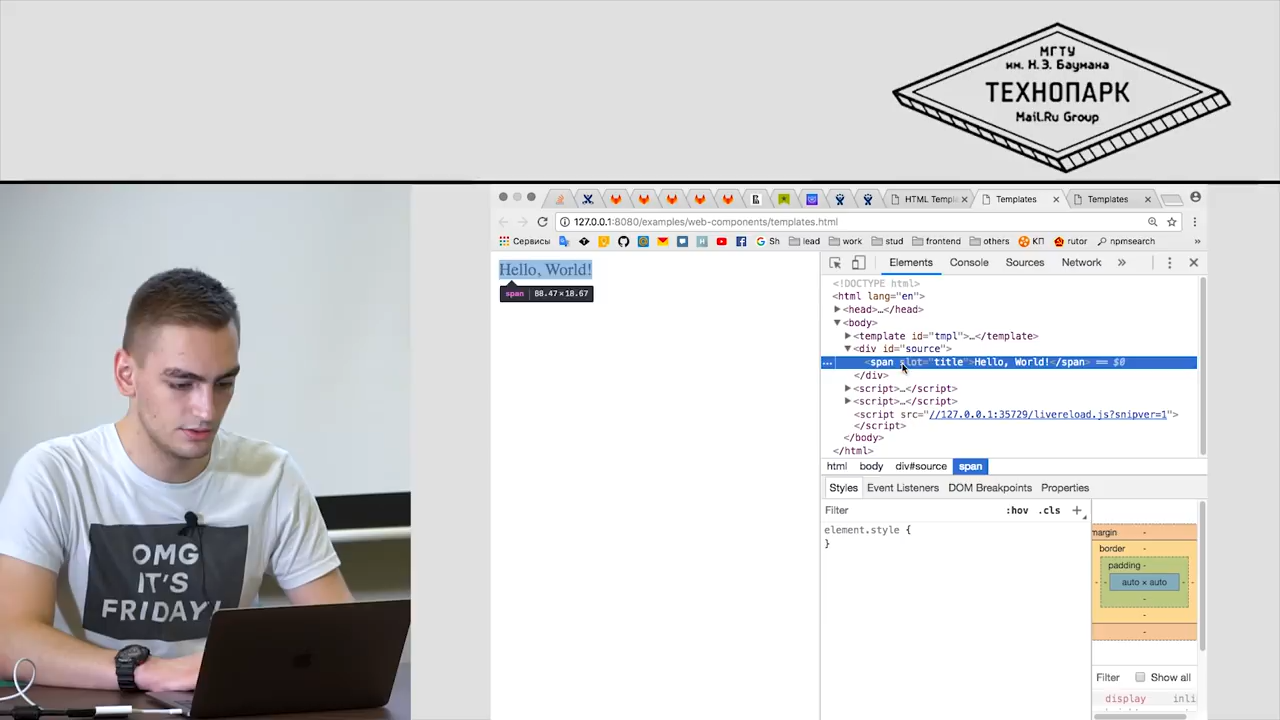 МГТУ
им. Н.Э. Баумана
ТЕХНОПАРК
Mail.Ru Group
HTML Templ
Templates
Templates
127.0.0.1:8080/examples/web-components/templates.html
Сервисы
Sh
lead
work
stud
frontend
others
КП
rutor
npmsearch
»
Hello, World!
span 88.47×18.67
Elements
Console
Sources
Network
»
<!DOCTYPE html>
<html lang="en">
<head>…</head>
<body>
<template id="tmpl">…</template>
<div id="source">
<span slot="title">Hello, World!</span> == $0
</div>
<script>…</script>
<script>…</script>
<script src="//127.0.0.1:35729/livereload.js?snipver=1">
</script>
</body>
</html>
html body div#source span
Styles Event Listeners DOM Breakpoints Properties
Filter :hov .cls +
element.style {
}
margin -
border -
padding -
auto × auto
Filter Show all
display inli
OMG
IT'S
FRIDAY!